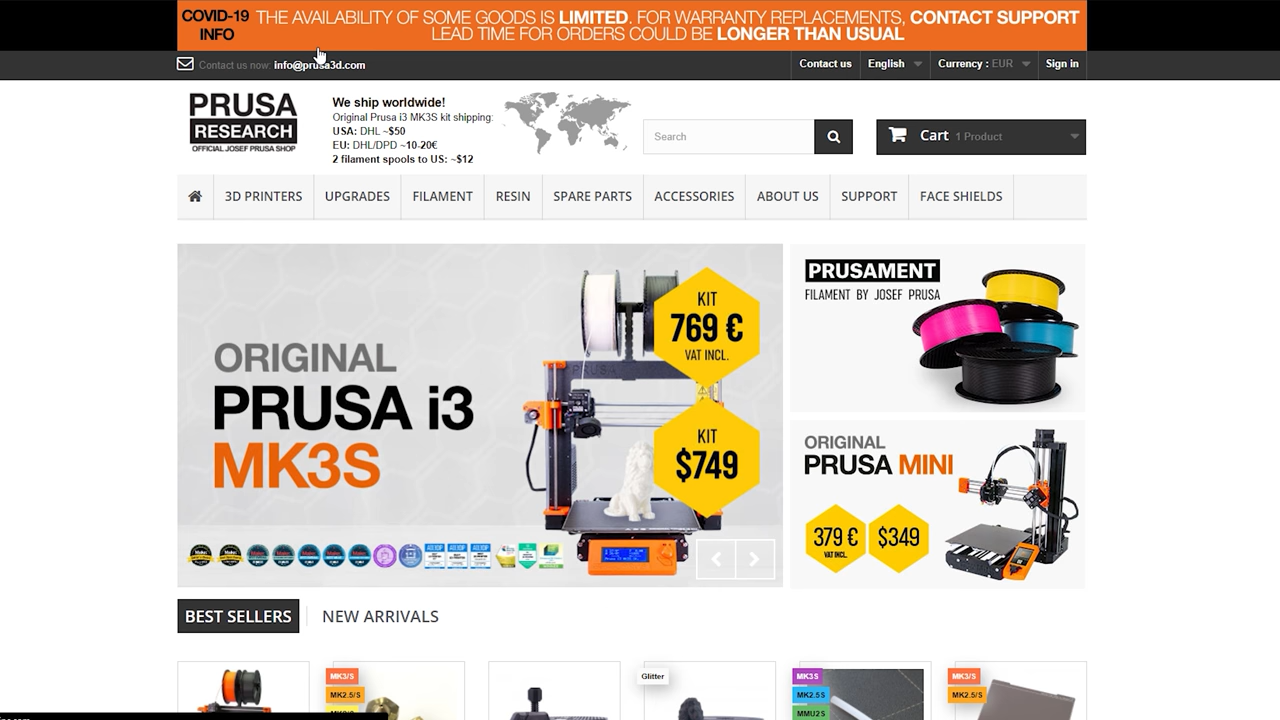 COVID-19
INFO
THE AVAILABILITY OF SOME GOODS IS LIMITED. FOR WARRANTY REPLACEMENTS, CONTACT SUPPORT
LEAD TIME FOR ORDERS COULD BE LONGER THAN USUAL
Contact us now: info@prusa3d.com
Contact us
English
Currency : EUR
Sign in
PRUSA
RESEARCH
OFFICIAL JOSEF PRUSA SHOP
We ship worldwide!
Original Prusa i3 MK3S kit shipping:
USA: DHL ~$50
EU: DHL/DPD ~10-20€
2 filament spools to US: ~$12
Search
Cart 1 Product
3D PRINTERS
UPGRADES
FILAMENT
RESIN
SPARE PARTS
ACCESSORIES
ABOUT US
SUPPORT
FACE SHIELDS
ORIGINAL
PRUSA i3
MK3S
KIT
769 €
VAT INCL.
KIT
$749
PRUSAMENT
FILAMENT BY JOSEF PRUSA
ORIGINAL
PRUSA MINI
379 €
VAT INCL.
$349
BEST SELLERS
NEW ARRIVALS
MK3/S
MK2.5/S
Glitter
MK3S
MK2.5S
MMU2S
MK3/S
MK2.5/S